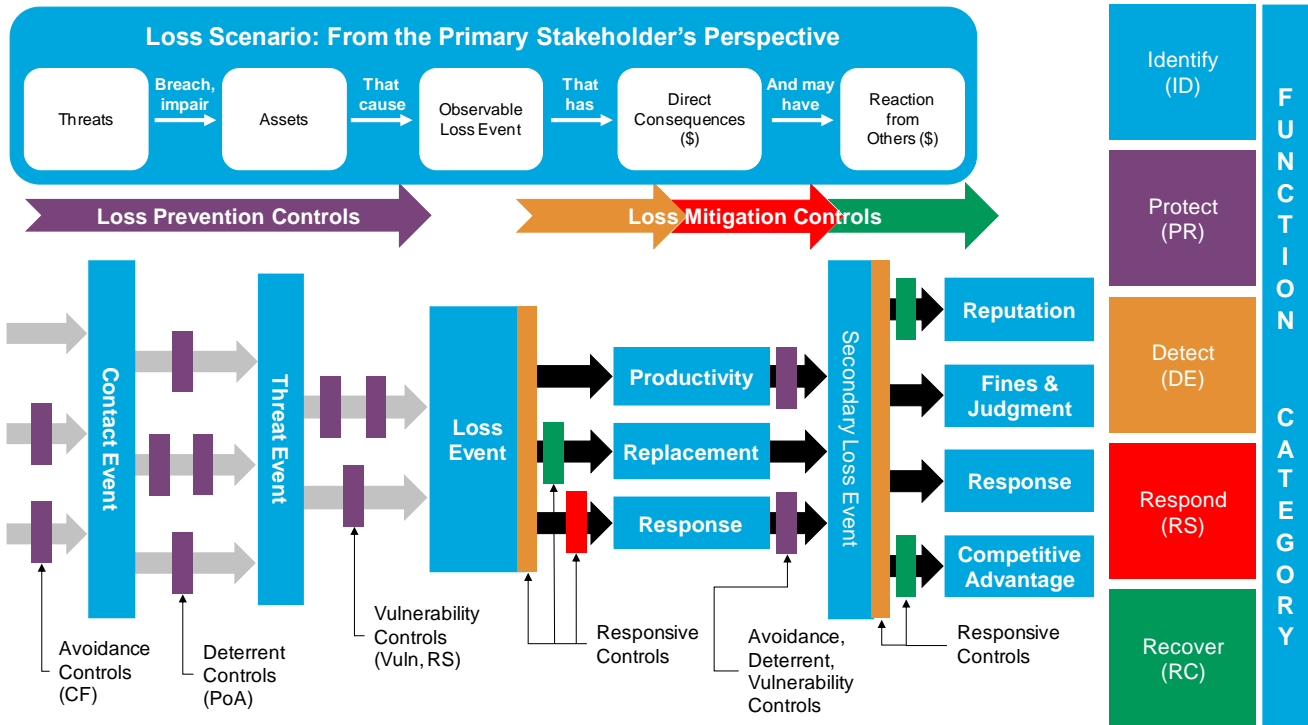 Loss Scenario: From the Primary Stakeholder's Perspective
Threats
Breach,
impair
Assets
That
cause
Observable
Loss Event
That
has
Direct
Consequences
($)
And may
have
Reaction
from
Others ($)
Loss Prevention Controls
Loss Mitigation Controls
Contact Event
Threat Event
Loss
Event
Productivity
Replacement
Response
Secondary Loss Event
Reputation
Fines &
Judgment
Response
Competitive
Advantage
Avoidance
Controls
(CF)
Deterrent
Controls
(PoA)
Vulnerability
Controls
(Vuln, RS)
Responsive
Controls
Avoidance,
Deterrent,
Vulnerability
Controls
Responsive
Controls
Identify
(ID)
Protect
(PR)
Detect
(DE)
Respond
(RS)
Recover
(RC)
FUNCTION CATEGORY